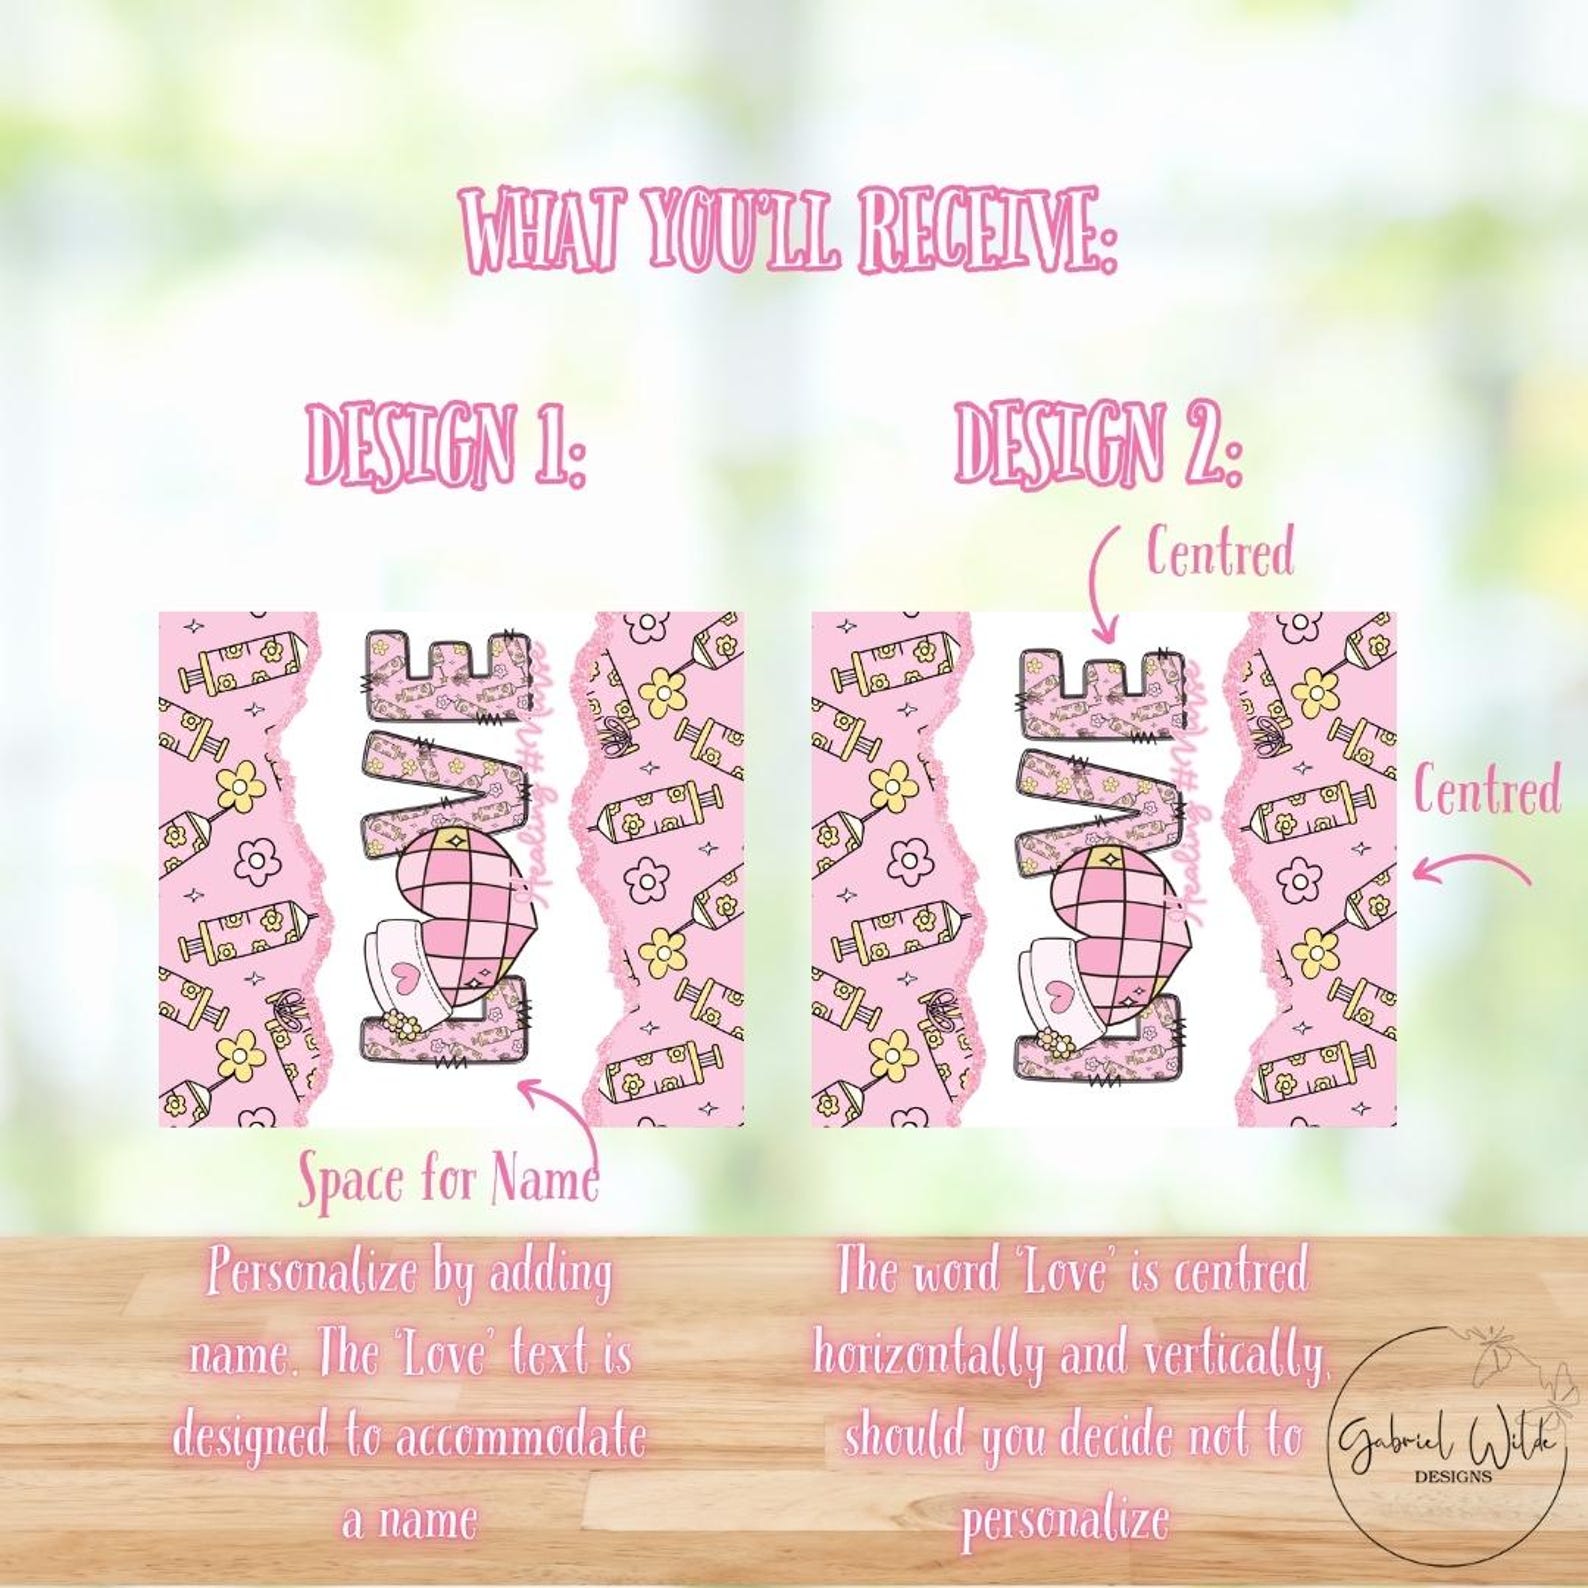 WHAT YOU'LL RECEIVE:
DESIGN 1:
DESIGN 2:
Centred
LOVE
Healing #Nurse
LOVE
Healing #Nurse
Centred
Space for Name
Personalize by adding
name. The 'Love' text is
designed to accommodate
a name
The word 'Love' is centred
horizontally and vertically,
should you decide not to
personalize
Gabriel Wilde
DESIGNS